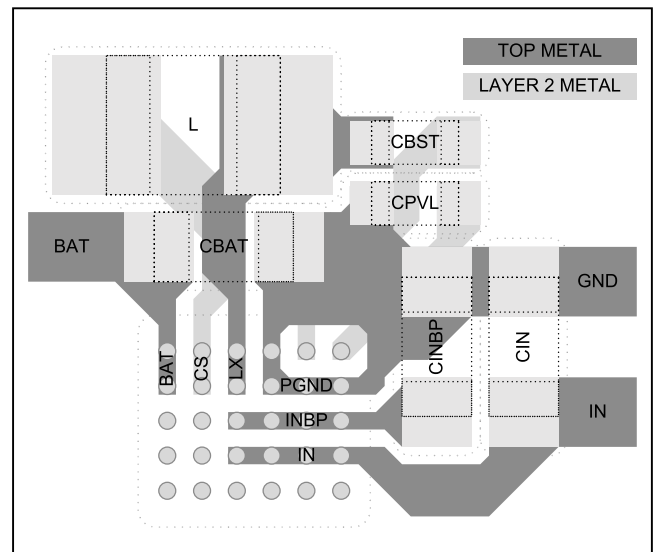 TOP METAL
LAYER 2 METAL
L
CBST
CPVL
BAT
CBAT
GND
CINBP
CIN
BAT
CS
LX
PGND
INBP
IN
IN